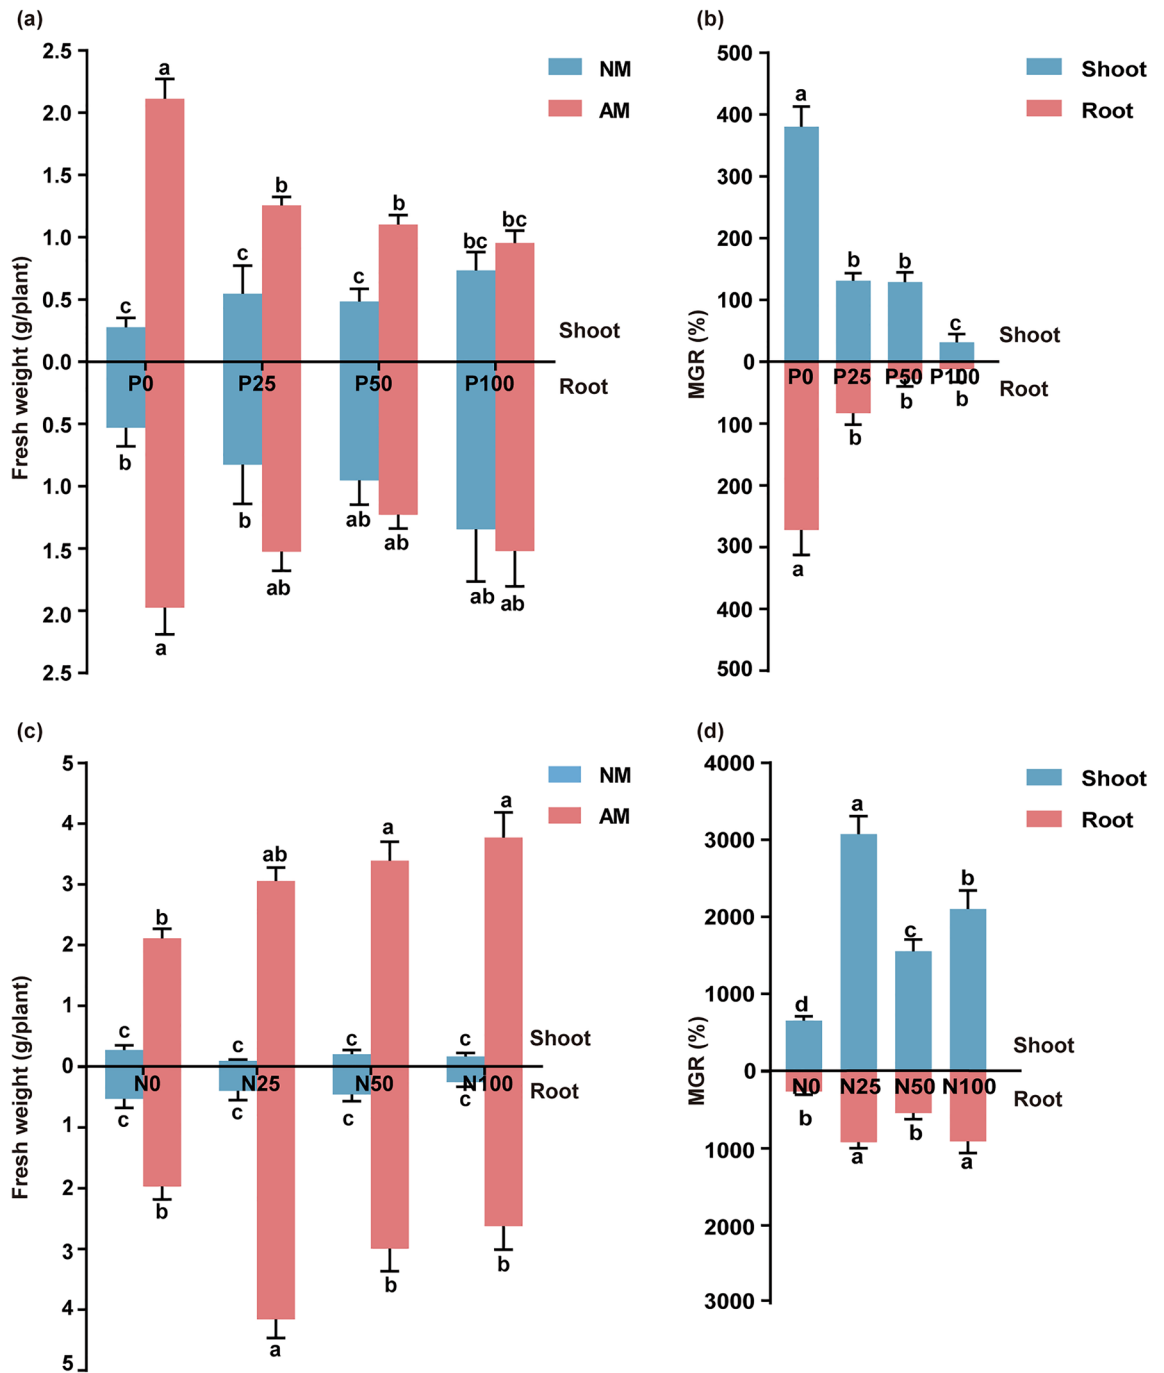 (a)
Fresh weight (g/plant)
2.5
2.0
1.5
1.0
0.5
0.0
0.5
1.0
1.5
2.0
2.5
NM
AM
a
b
b
bc
bc
c
c
c
Shoot
Root
P0
P25
P50
P100
b
b
ab
ab
ab
ab
ab
a
(b)
MGR (%)
500
400
300
200
100
0
100
200
300
400
500
Shoot
Root
a
b
b
c
Shoot
Root
P0
P25
P50
P100
b
b
b
a
(c)
Fresh weight (g/plant)
5
4
3
2
1
0
1
2
3
4
5
NM
AM
a
a
ab
b
c
c
c
c
Shoot
Root
N0
N25
N50
N100
c
c
c
c
b
b
b
a
(d)
MGR (%)
4000
3000
2000
1000
0
1000
2000
3000
Shoot
Root
a
b
c
d
Shoot
Root
N0
N25
N50
N100
b
b
a
a